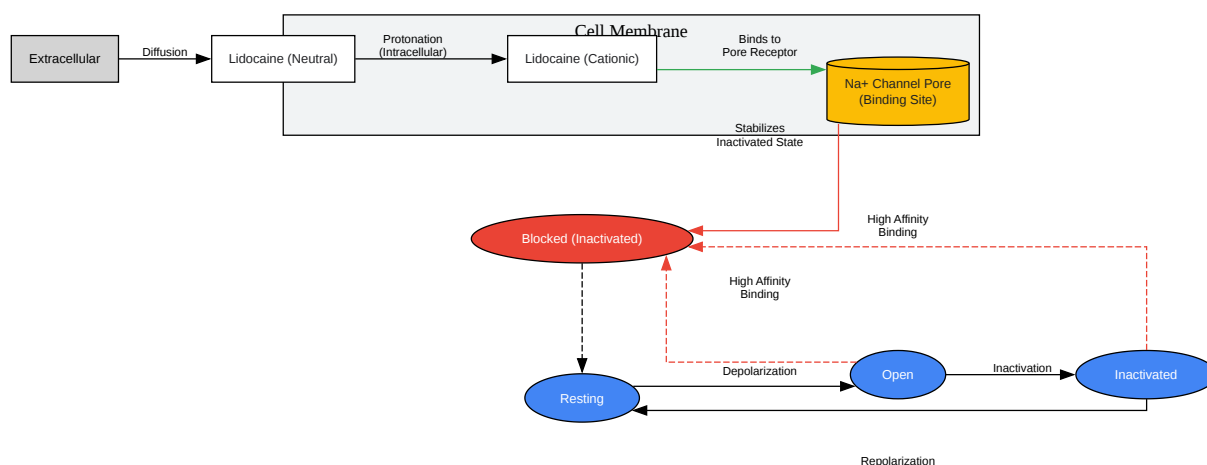 Cell Membrane
Extracellular
Diffusion
Lidocaine (Neutral)
Protonation
(Intracellular)
Lidocaine (Cationic)
Binds to
Pore Receptor
Na+ Channel Pore
(Binding Site)
Stabilizes
Inactivated State
Blocked (Inactivated)
High Affinity
Binding
High Affinity
Binding
Resting
Depolarization
Open
Inactivation
Inactivated
Repolarization